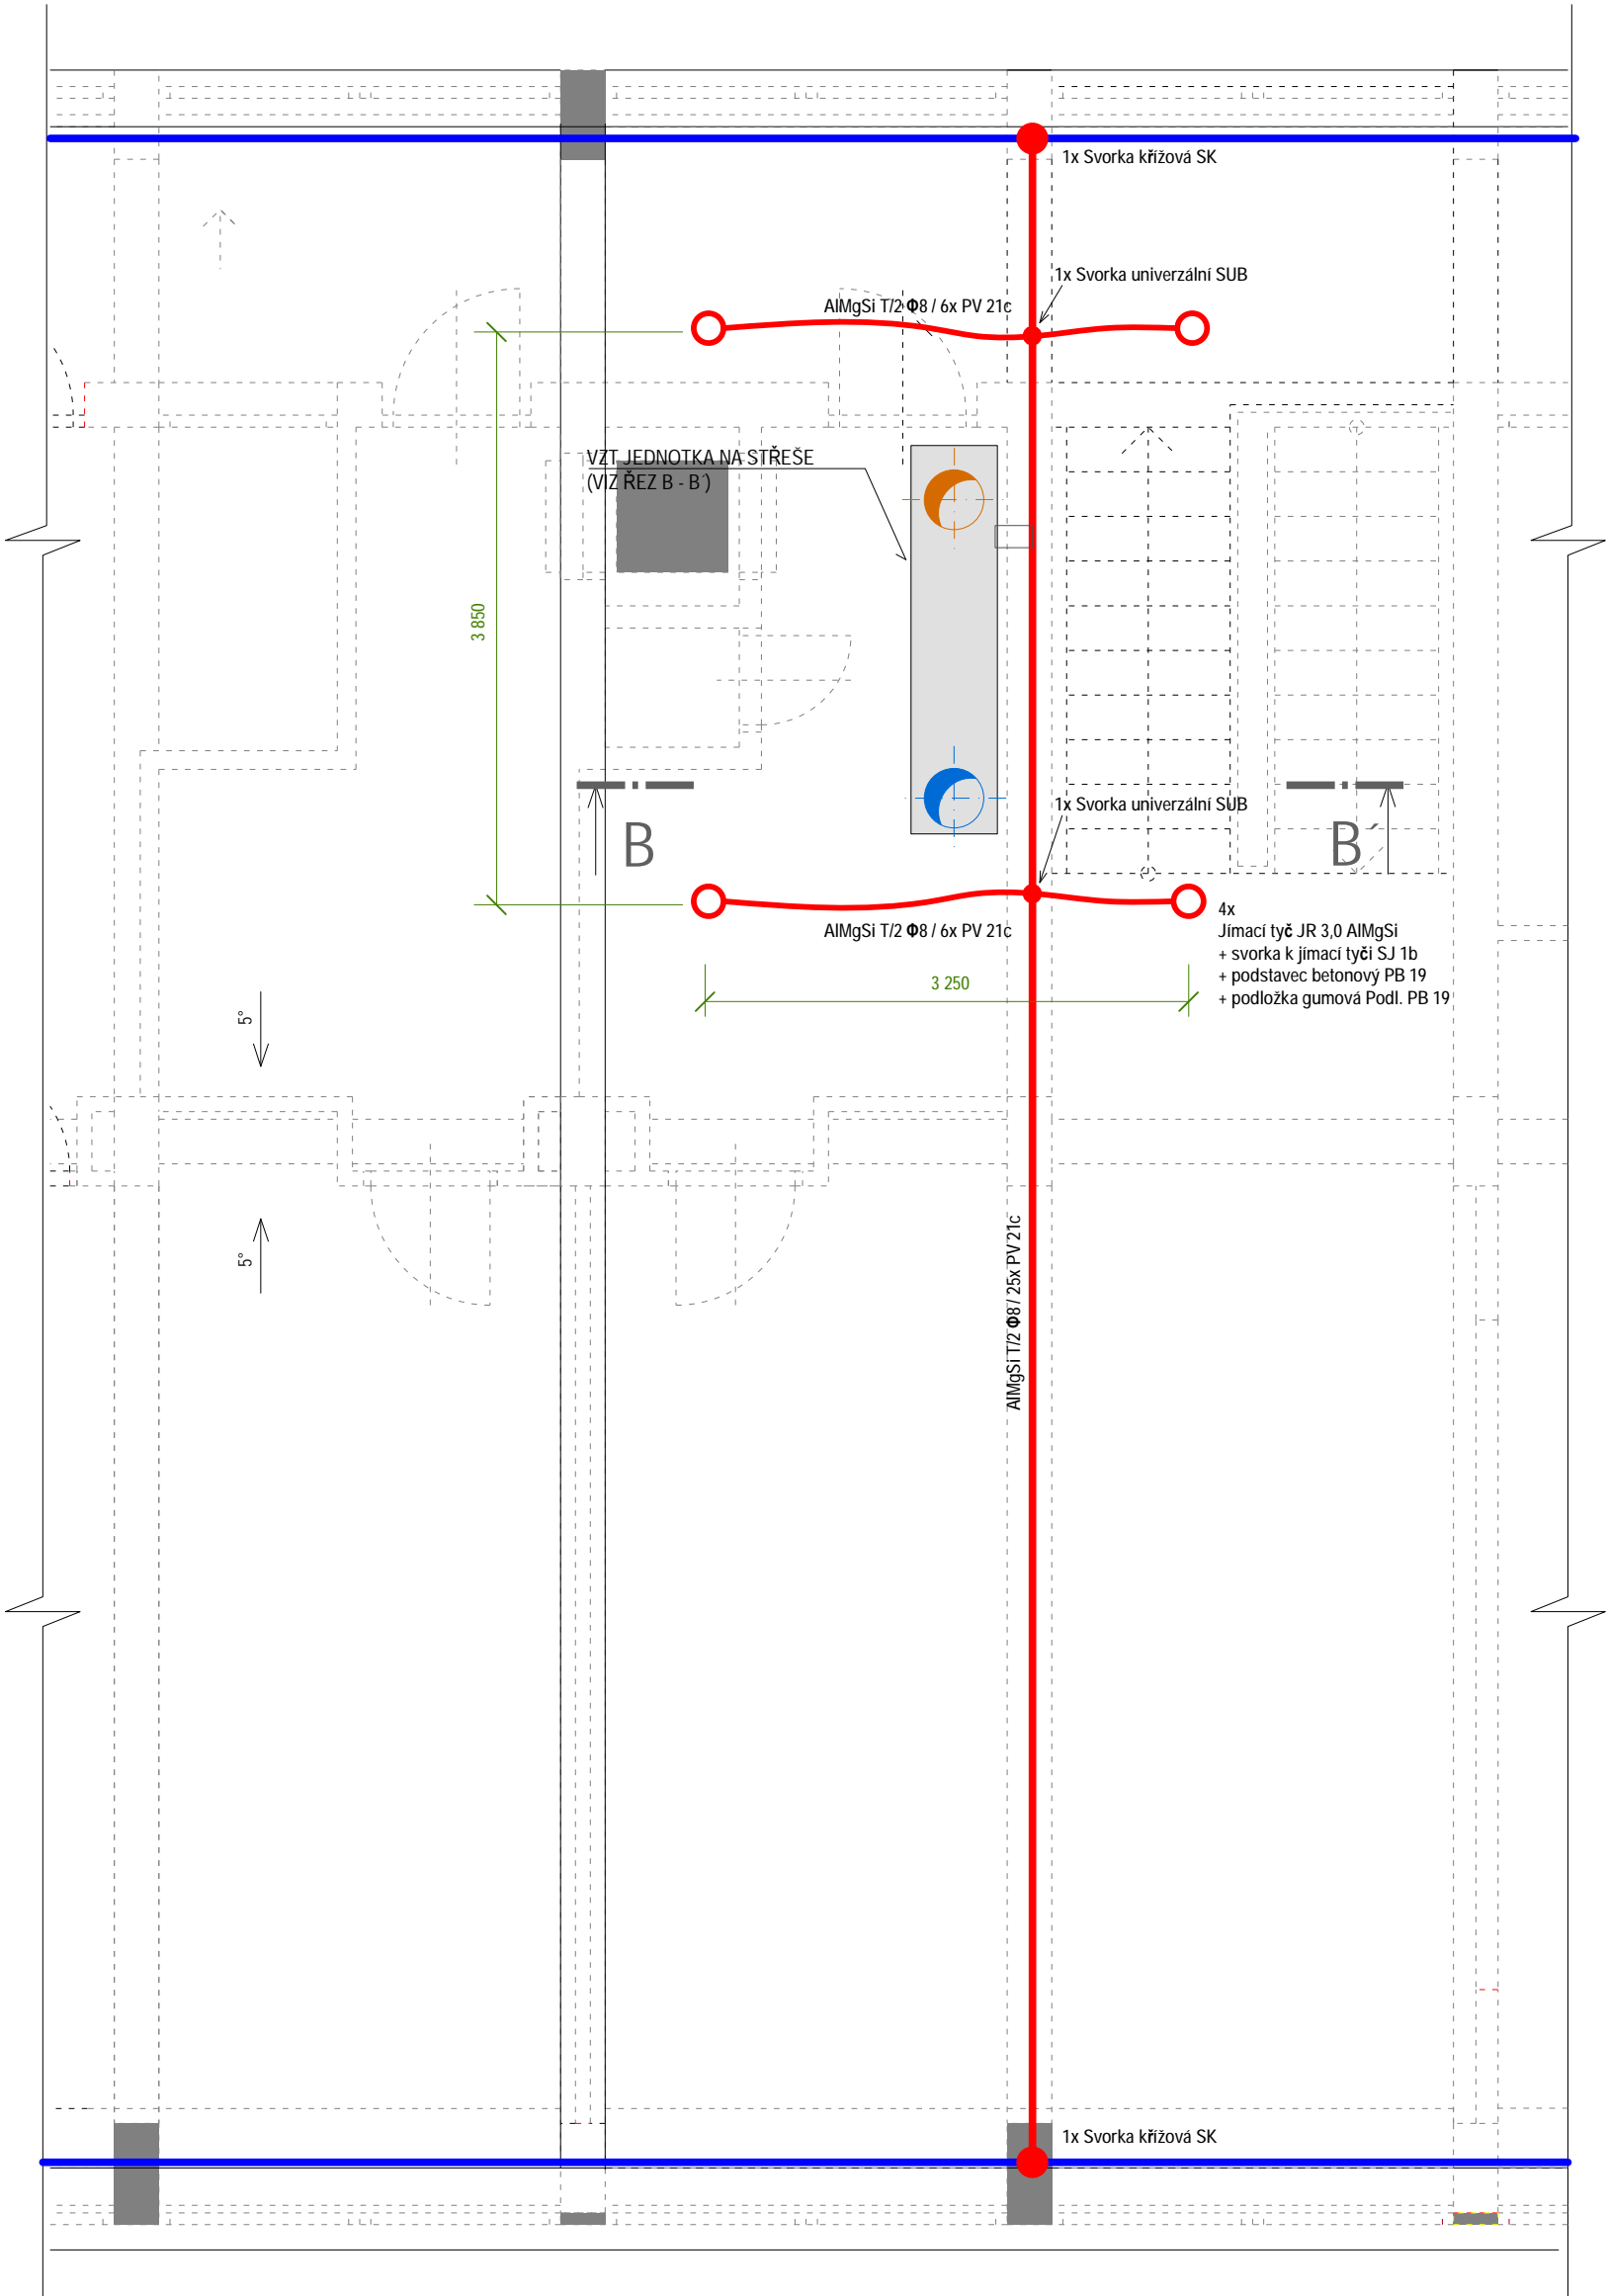 1x Svorka křížová SK
1x Svorka univerzální SUB
AlMgSi T/2 Φ8 / 6x PV 21c
VZT JEDNOTKA NA STŘEŠE
(VIZ ŘEZ B - B´)
3 850
1x Svorka univerzální SUB
B
B´
AlMgSi T/2 Φ8 / 6x PV 21c
4x
Jímací tyč JR 3,0 AlMgSi
+ svorka k jímací tyči SJ 1b
+ podstavec betonový PB 19
+ podložka gumová Podl. PB 19
3 250
5°
5°
AlMgSi T/2 Φ8 / 25x PV 21c
1x Svorka křížová SK